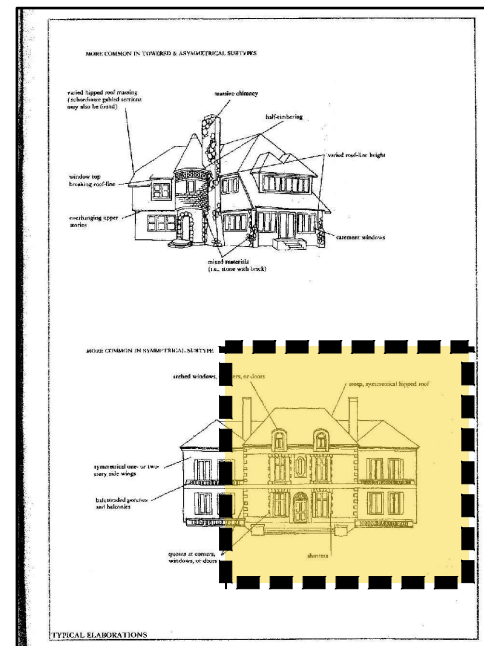 MORE COMMON IN TOWERED & ASYMMETRICAL SUBTYPES
massive chimney
varied hipped roof massing
(subordinate gabled sections
may also be found)
half-timbering
varied roof-line height
window top
breaking roof-line
overhanging upper
stories
casement windows
mixed materials
(i.e., stone with brick)
MORE COMMON IN SYMMETRICAL SUBTYPE
arched windows, or doors
steep, symmetrical hipped roof
symmetrical one- or two-
story side wings
balustraded porches
and balconies
quoins at corners,
windows, or doors
shutters
TYPICAL ELABORATIONS